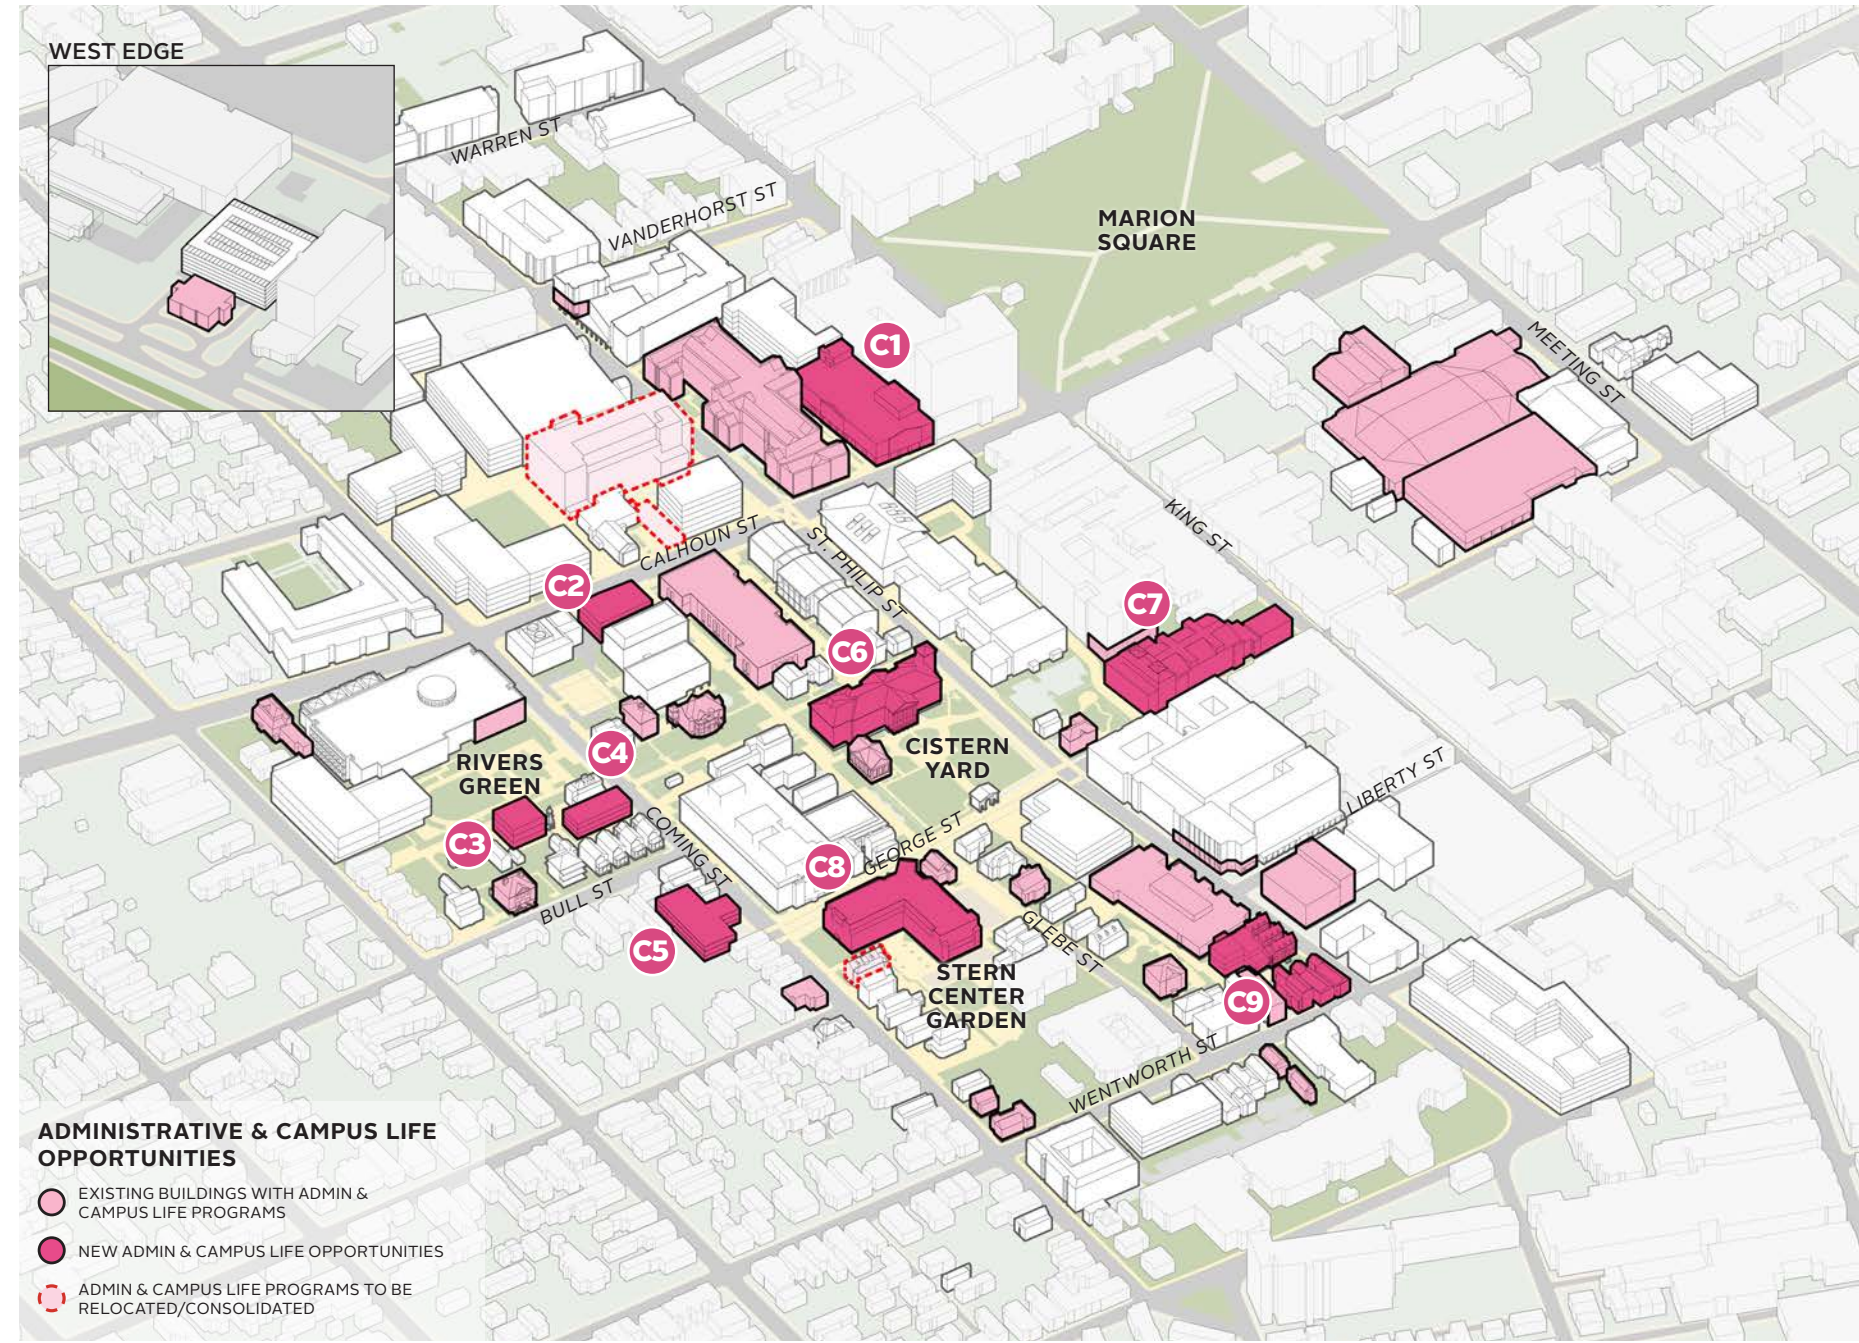 WEST EDGE
WARREN ST
VANDERHORST ST
MARION
SQUARE
C1
MEETING ST
KING ST
CALHOUN ST
ST. PHILIP ST
C2
C7
C6
C4
CISTERN
YARD
RIVERS
GREEN
LIBERTY ST
C3
COMING ST
GEORGE ST
C8
BULL ST
GLEBE ST
C5
STERN
CENTER
GARDEN
C9
WENTWORTH ST
ADMINISTRATIVE & CAMPUS LIFE
OPPORTUNITIES
EXISTING BUILDINGS WITH ADMIN &
CAMPUS LIFE PROGRAMS
NEW ADMIN & CAMPUS LIFE OPPORTUNITIES
ADMIN & CAMPUS LIFE PROGRAMS TO BE
RELOCATED/CONSOLIDATED